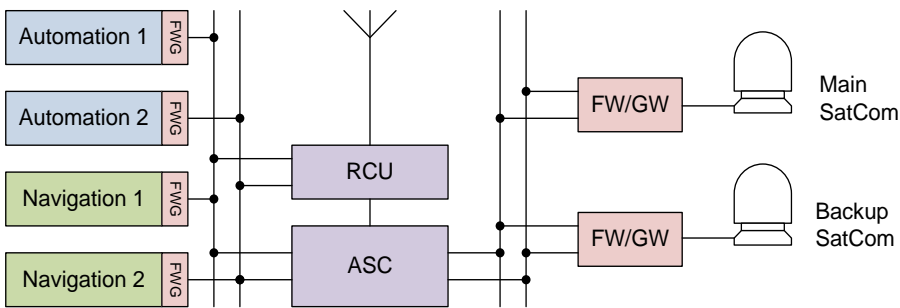 Automation 1
FWG
Automation 2
FWG
Navigation 1
FWG
Navigation 2
FWG
RCU
ASC
FW/GW
Main
SatCom
FW/GW
Backup
SatCom